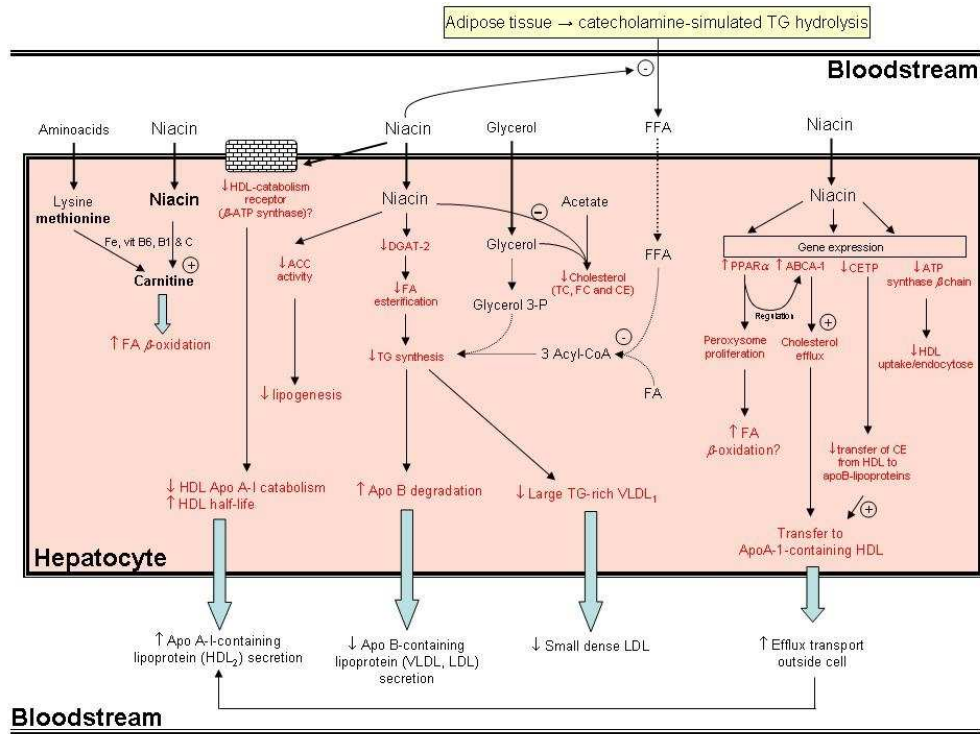 Adipose tissue → catecholamine-simulated TG hydrolysis
Bloodstream
-
Aminoacids
Niacin
Niacin
Glycerol
FFA
Niacin
Lysine
methionine
Niacin
Fe, vit B6, B1 & C
+
Carnitine
↑ FA β-oxidation
↓HDL-catabolism
receptor
(β-ATP synthase)?
Niacin
↓ACC
activity
↓ lipogenesis
↓DGAT-2
↓FA
esterification
↓TG synthesis
Glycerol
Glycerol 3-P
−
Acetate
↓Cholesterol
(TC, FC and CE)
FFA
-
3 Acyl-CoA
FA
Niacin
Gene expression
↑PPARα
↑ABCA-1
↓CETP
↓ATP
synthase βchain
Regulation
+
Peroxysome
proliferation
Cholesterol
efflux
↓HDL
uptake/endocytose
↑FA
β-oxidation?
↓transfer of CE
from HDL to
apoB-lipoproteins
+
↓ HDL Apo A-I catabolism
↑ HDL half-life
↑ Apo B degradation
↓ Large TG-rich VLDL1
Transfer to
ApoA-1-containing HDL
Hepatocyte
↑ Apo A-I-containing
lipoprotein (HDL2) secretion
↓ Apo B-containing
lipoprotein (VLDL, LDL)
secretion
↓ Small dense LDL
↑ Efflux transport
outside cell
Bloodstream